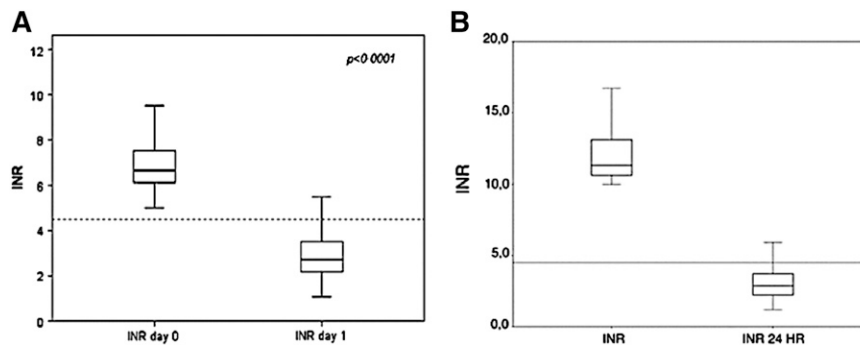 A
12
p<0 0001
10
8
INR
6
4
2
0
INR day 0
INR day 1
B
20,0
15,0
INR
10,0
5,0
0,0
INR
INR 24 HR